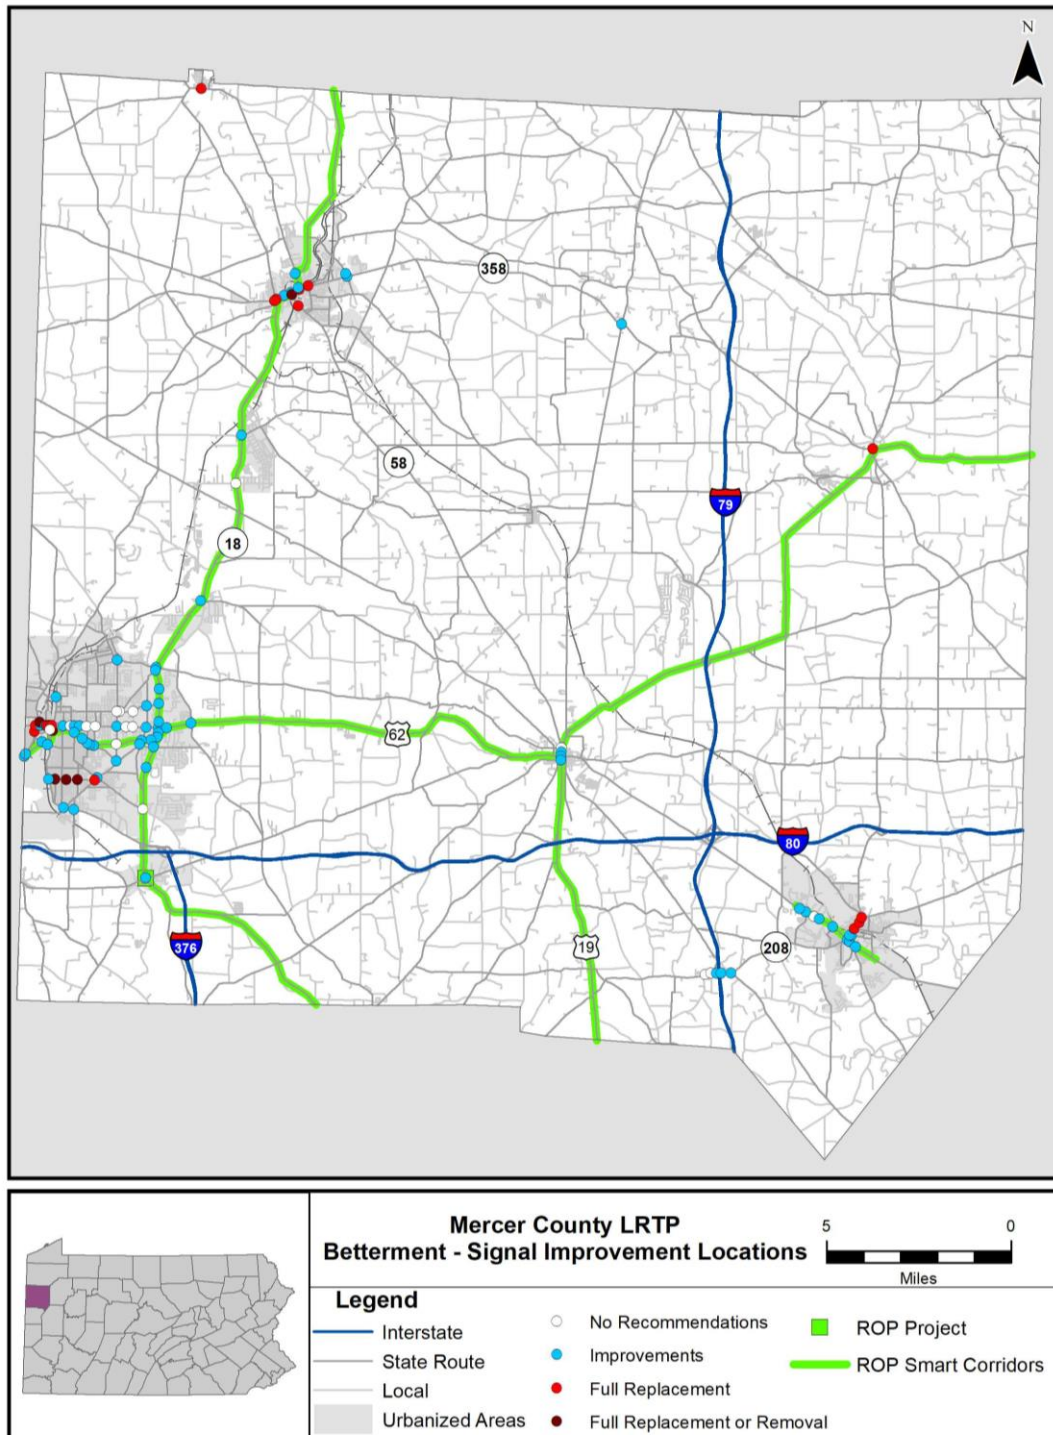 N
358
58
79
18
62
80
19
208
376
Mercer County LRTP
Betterment - Signal Improvement Locations
5 0
Miles
Legend
Interstate
State Route
Local
Urbanized Areas
No Recommendations
Improvements
Full Replacement
Full Replacement or Removal
ROP Project
ROP Smart Corridors